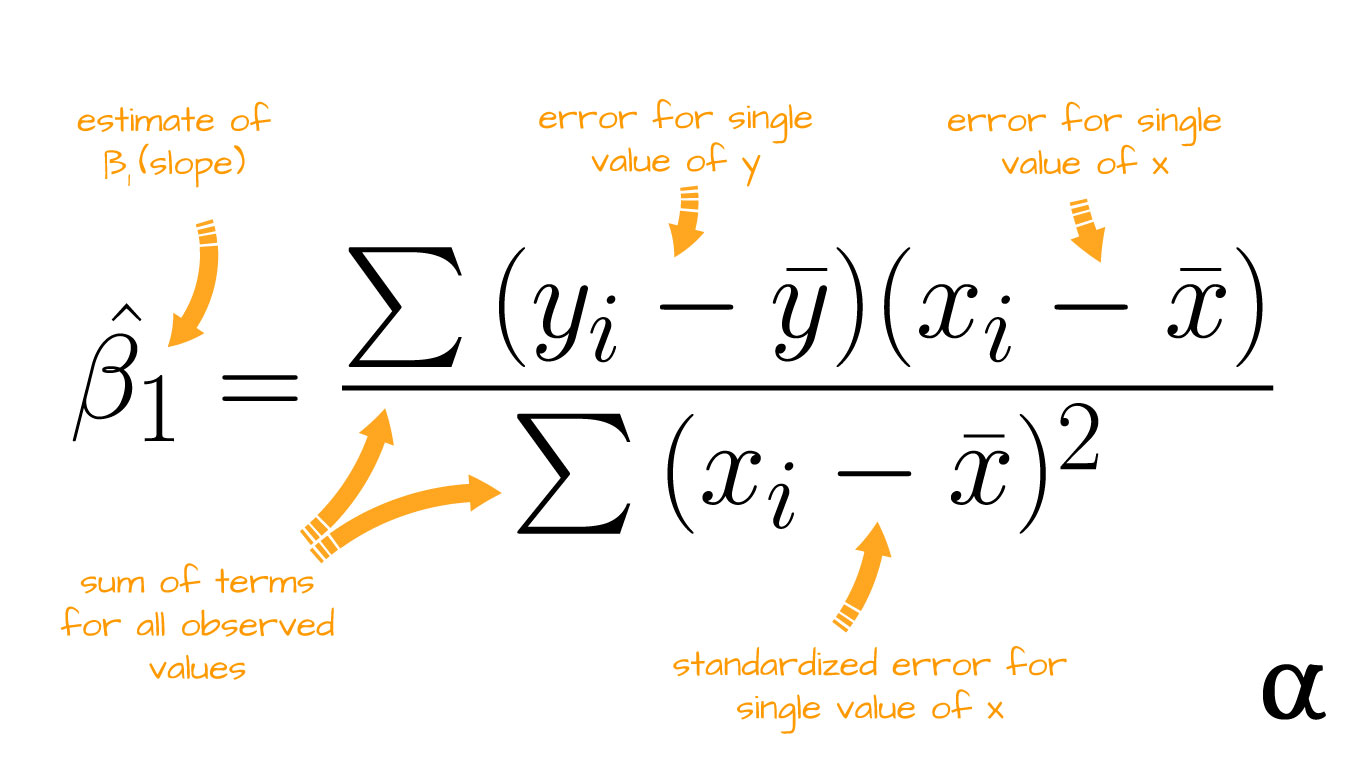 estimate of
β₁ (slope)
error for single
value of y
error for single
value of x
β̂₁ = ∑ (yᵢ − ȳ)(xᵢ − x̄)
∑ (xᵢ − x̄)²
sum of terms
for all observed
values
standardized error for
single value of x
α